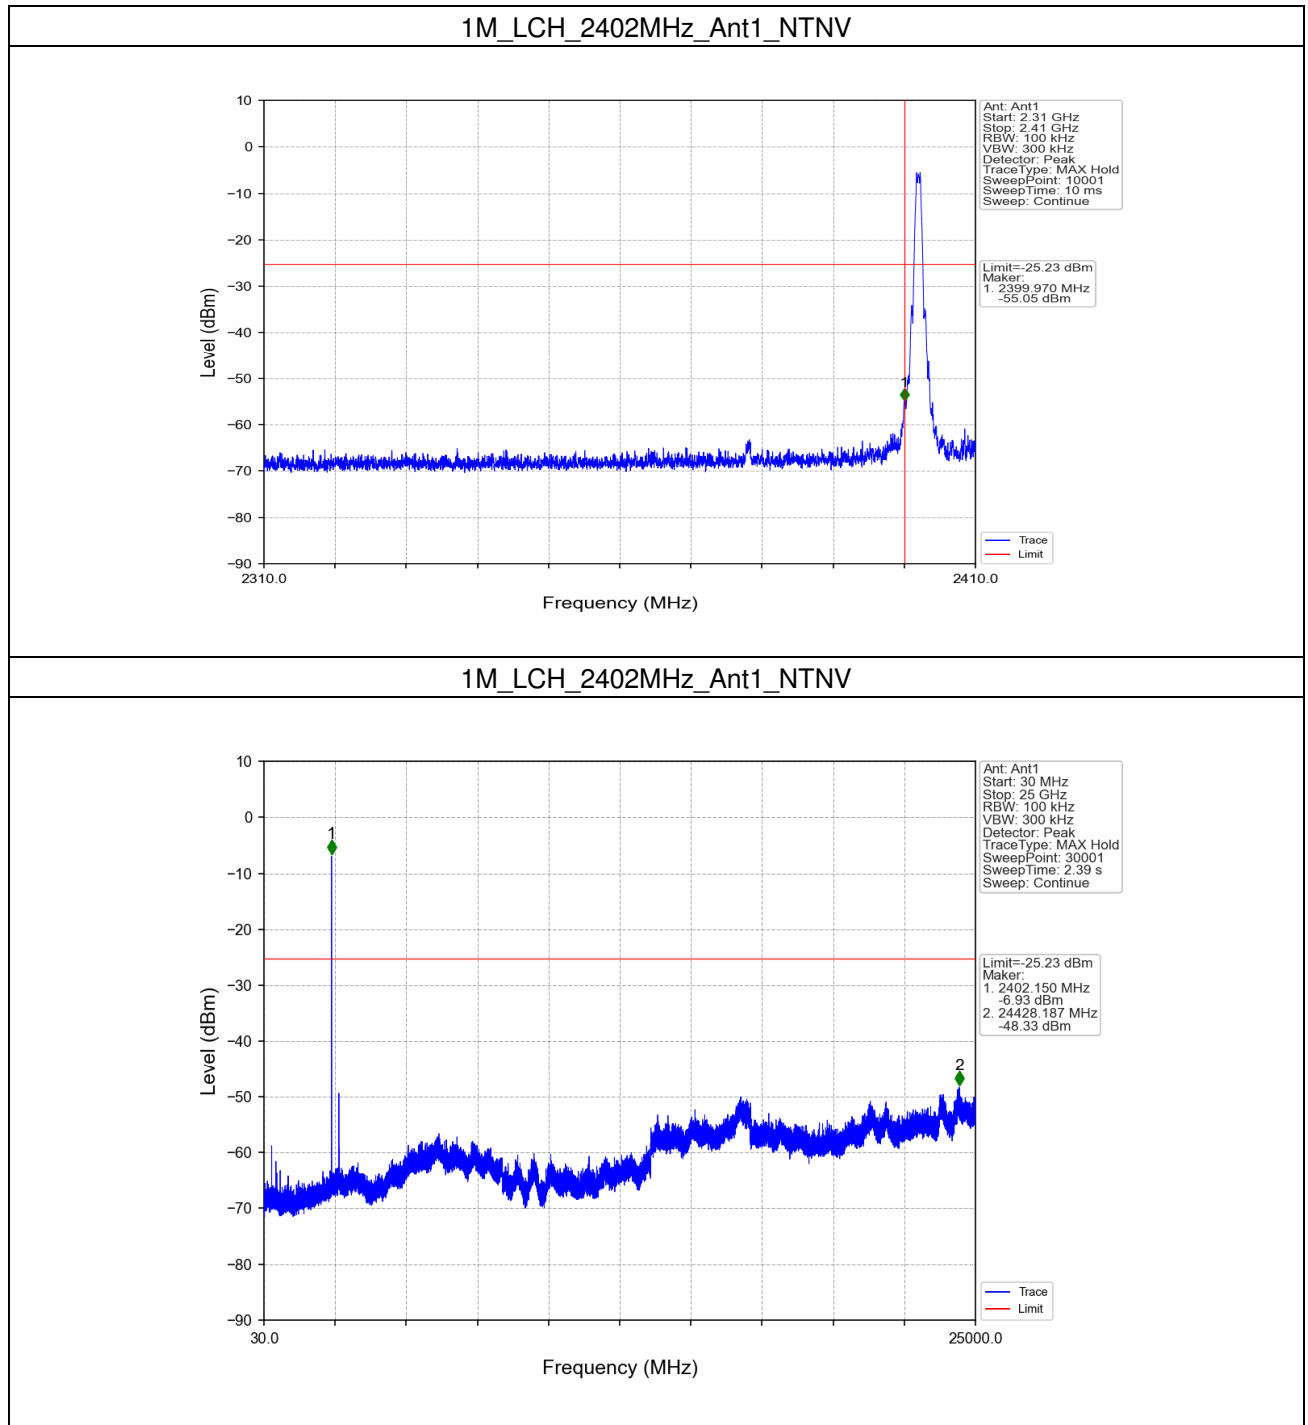 1M_LCH_2402MHz_Ant1_NTNV
10
0
−10
−20
−30
−40
−50
−60
−70
−80
−90
Level (dBm)
2310.0
2410.0
Frequency (MHz)
1
Ant: Ant1
Start: 2.31 GHz
Stop: 2.41 GHz
RBW: 100 kHz
VBW: 300 kHz
Detector: Peak
TraceType: MAX Hold
SweepPoint: 10001
SweepTime: 10 ms
Sweep: Continue
Limit=-25.23 dBm
Maker:
1. 2399.970 MHz
-55.05 dBm
Trace
Limit
1M_LCH_2402MHz_Ant1_NTNV
10
0
−10
−20
−30
−40
−50
−60
−70
−80
−90
Level (dBm)
30.0
25000.0
Frequency (MHz)
1
2
Ant: Ant1
Start: 30 MHz
Stop: 25 GHz
RBW: 100 kHz
VBW: 300 kHz
Detector: Peak
TraceType: MAX Hold
SweepPoint: 30001
SweepTime: 2.39 s
Sweep: Continue
Limit=-25.23 dBm
Maker:
1. 2402.150 MHz
-6.93 dBm
2. 24428.187 MHz
-48.33 dBm
Trace
Limit